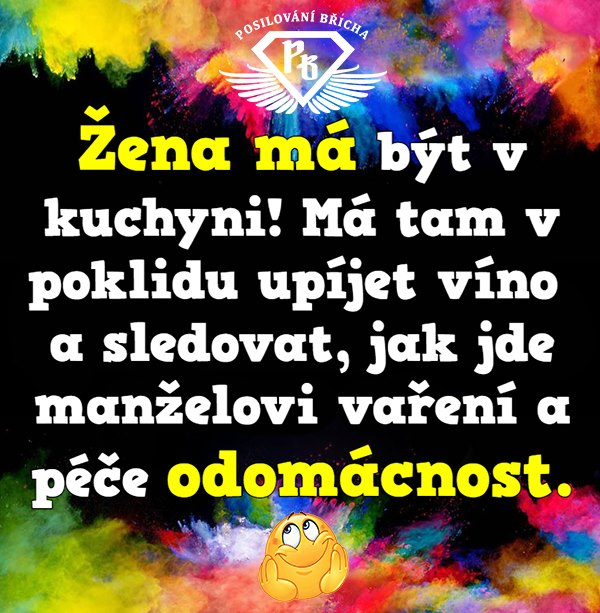 POSILOVÁNÍ BŘICHA
PB
Žena má být v
kuchyni! Má tam v
poklidu upíjet víno
a sledovat, jak jde
manželovi vaření a
péče odomácnost.